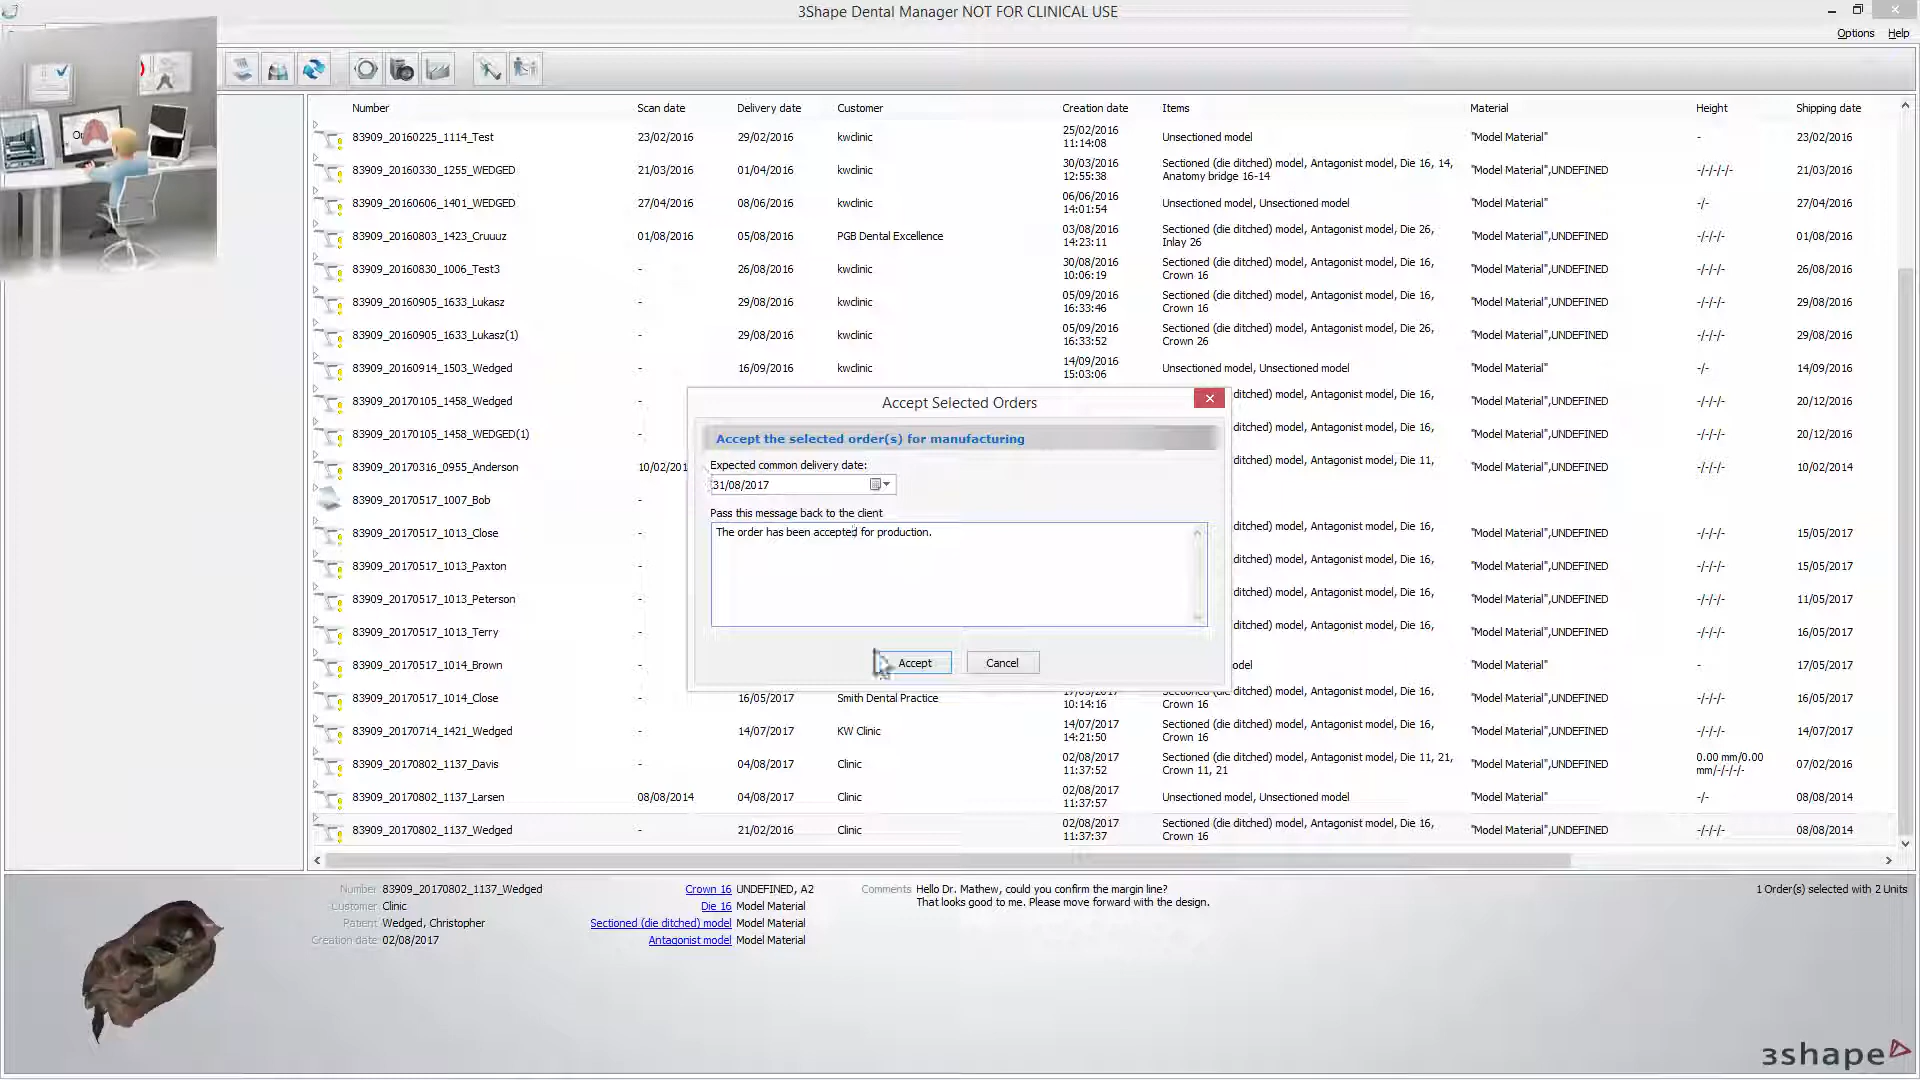 3Shape Dental Manager NOT FOR CLINICAL USE
Options Help
Number Scan date Delivery date Customer Creation date Items Material Height Shipping date
83909_20160225_1114_Test 23/02/2016 29/02/2016 kwclinic 25/02/2016 11:14:08 Unsectioned model "Model Material" - 23/02/2016
83909_20160330_1255_WEDGED 21/03/2016 01/04/2016 kwclinic 30/03/2016 12:55:38 Sectioned (die ditched) model, Antagonist model, Die 16, 14, Anatomy bridge 16-14 "Model Material",UNDEFINED -/-/-/-/- 21/03/2016
83909_20160606_1401_WEDGED 27/04/2016 08/06/2016 kwclinic 06/06/2016 14:01:54 Unsectioned model, Unsectioned model "Model Material" -/- 27/04/2016
83909_20160803_1423_Cruuuz 01/08/2016 05/08/2016 PGB Dental Excellence 03/08/2016 14:23:11 Sectioned (die ditched) model, Antagonist model, Die 26, Inlay 26 "Model Material",UNDEFINED -/-/-/- 01/08/2016
83909_20160830_1006_Test3 - 26/08/2016 kwclinic 30/08/2016 10:06:19 Sectioned (die ditched) model, Antagonist model, Die 16, Crown 16 "Model Material",UNDEFINED -/-/-/- 26/08/2016
83909_20160905_1633_Lukasz - 29/08/2016 kwclinic 05/09/2016 16:33:46 Sectioned (die ditched) model, Antagonist model, Die 16, Crown 16 "Model Material",UNDEFINED -/-/-/- 29/08/2016
83909_20160905_1633_Lukasz(1) - 29/08/2016 kwclinic 05/09/2016 16:33:52 Sectioned (die ditched) model, Antagonist model, Die 26, Crown 26 "Model Material",UNDEFINED -/-/-/- 29/08/2016
83909_20160914_1503_Wedged - 16/09/2016 kwclinic 14/09/2016 15:03:06 Unsectioned model, Unsectioned model "Model Material" -/- 14/09/2016
83909_20170105_1458_Wedged - ditched) model, Antagonist model, Die 16, "Model Material",UNDEFINED -/-/-/- 20/12/2016
83909_20170105_1458_WEDGED(1) - ditched) model, Antagonist model, Die 16, "Model Material",UNDEFINED -/-/-/- 20/12/2016
83909_20170316_0955_Anderson 10/02/201 ditched) model, Antagonist model, Die 11, "Model Material",UNDEFINED -/-/-/- 10/02/2014
83909_20170517_1007_Bob
83909_20170517_1013_Close - ditched) model, Antagonist model, Die 16, "Model Material",UNDEFINED -/-/-/- 15/05/2017
83909_20170517_1013_Paxton - ditched) model, Antagonist model, Die 16, "Model Material",UNDEFINED -/-/-/- 15/05/2017
83909_20170517_1013_Peterson - ditched) model, Antagonist model, Die 16, "Model Material",UNDEFINED -/-/-/- 11/05/2017
83909_20170517_1013_Terry - ditched) model, Antagonist model, Die 16, "Model Material",UNDEFINED -/-/-/- 16/05/2017
83909_20170517_1014_Brown - odel "Model Material" - 17/05/2017
83909_20170517_1014_Close - 16/05/2017 Smith Dental Practice 10:14:16 Sectioned (die ditched) model, Antagonist model, Die 16, Crown 16 "Model Material",UNDEFINED -/-/-/- 16/05/2017
83909_20170714_1421_Wedged - 14/07/2017 KW Clinic 14/07/2017 14:21:50 Sectioned (die ditched) model, Antagonist model, Die 16, Crown 16 "Model Material",UNDEFINED -/-/-/- 14/07/2017
83909_20170802_1137_Davis - 04/08/2017 Clinic 02/08/2017 11:37:52 Sectioned (die ditched) model, Antagonist model, Die 11, 21, Crown 11, 21 "Model Material",UNDEFINED 0.00 mm/0.00 mm/-/-/-/- 07/02/2016
83909_20170802_1137_Larsen 08/08/2014 04/08/2017 Clinic 02/08/2017 11:37:57 Unsectioned model, Unsectioned model "Model Material" -/- 08/08/2014
83909_20170802_1137_Wedged - 21/02/2016 Clinic 02/08/2017 11:37:37 Sectioned (die ditched) model, Antagonist model, Die 16, Crown 16 "Model Material",UNDEFINED -/-/-/- 08/08/2014
Accept Selected Orders
Accept the selected order(s) for manufacturing
Expected common delivery date:
31/08/2017
Pass this message back to the client
The order has been accepted for production.
Accept Cancel
Number 83909_20170802_1137_Wedged Crown 16 UNDEFINED, A2 Comments Hello Dr. Mathew, could you confirm the margin line? 1 Order(s) selected with 2 Units
Customer Clinic Die 16 Model Material That looks good to me. Please move forward with the design.
Patient Wedged, Christopher Sectioned (die ditched) model Model Material
Creation date 02/08/2017 Antagonist model Model Material
3shape